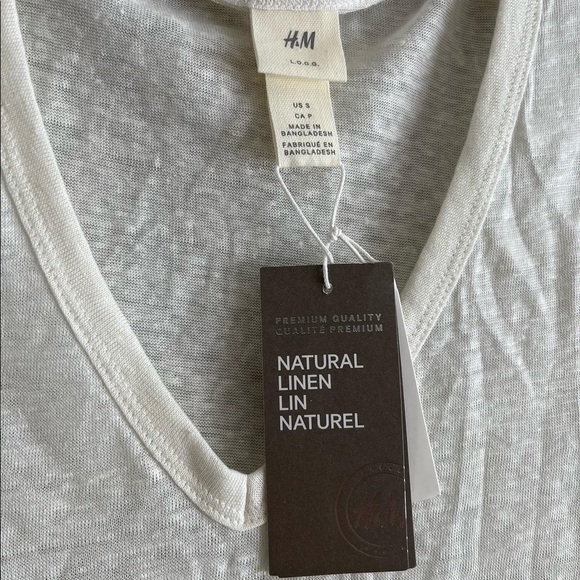 H&M
L.O.G.G.
US S
CA P
MADE IN
BANGLADESH
FABRIQUÉ EN
BANGLADESH
PREMIUM QUALITY
QUALITÉ PREMIUM
NATURAL
LINEN
LIN
NATUREL
H&M